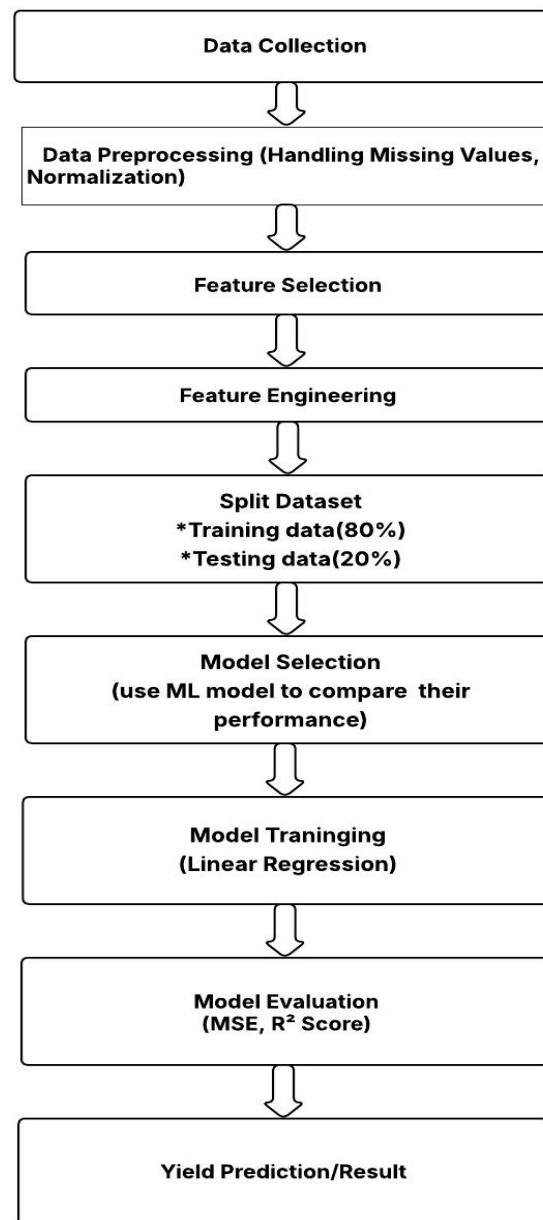 Data Collection
Data Preprocessing (Handling Missing Values,
Normalization)
Feature Selection
Feature Engineering
Split Dataset
*Training data(80%)
*Testing data(20%)
Model Selection
(use ML model to compare their
performance)
Model Traninging
(Linear Regression)
Model Evaluation
(MSE, R² Score)
Yield Prediction/Result